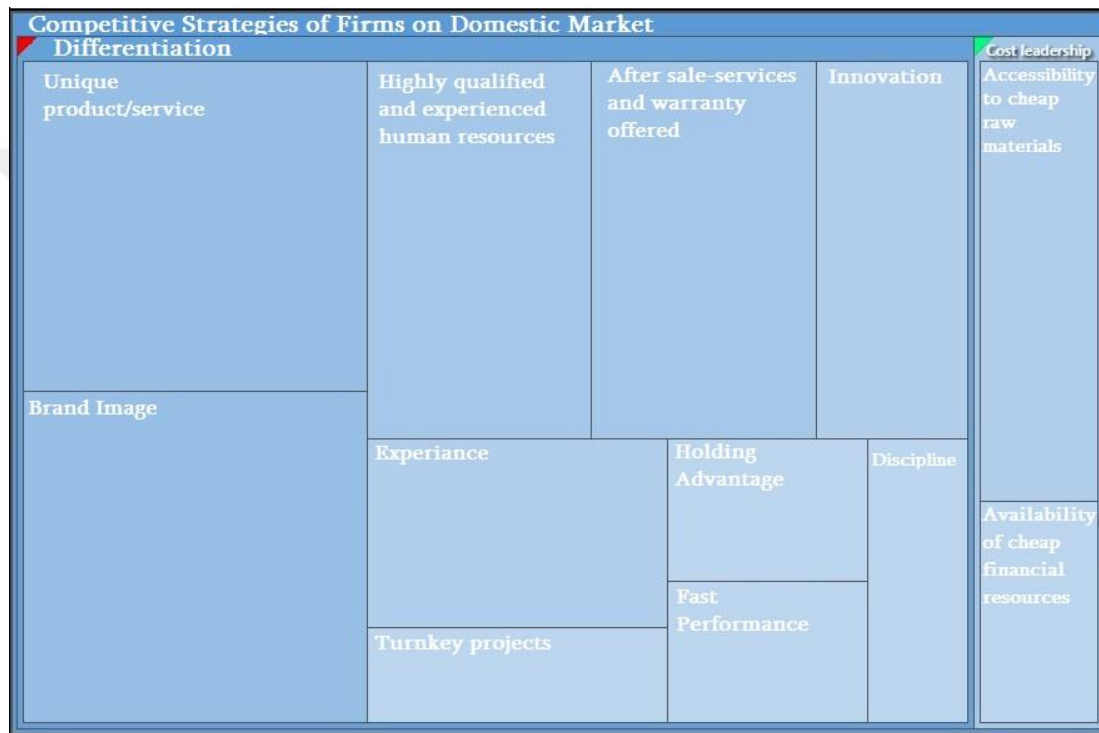 Competitive Strategies of Firms on Domestic Market
Differentiation
Unique
product/service
Highly qualified
and experienced
human resources
After sale-services
and warranty
offered
Innovation
Brand Image
Experiance
Turnkey projects
Holding
Advantage
Fast
Performance
Discipline
Cost leadership
Accessibility
to cheap
raw
materials
Availability
of cheap
financial
resources